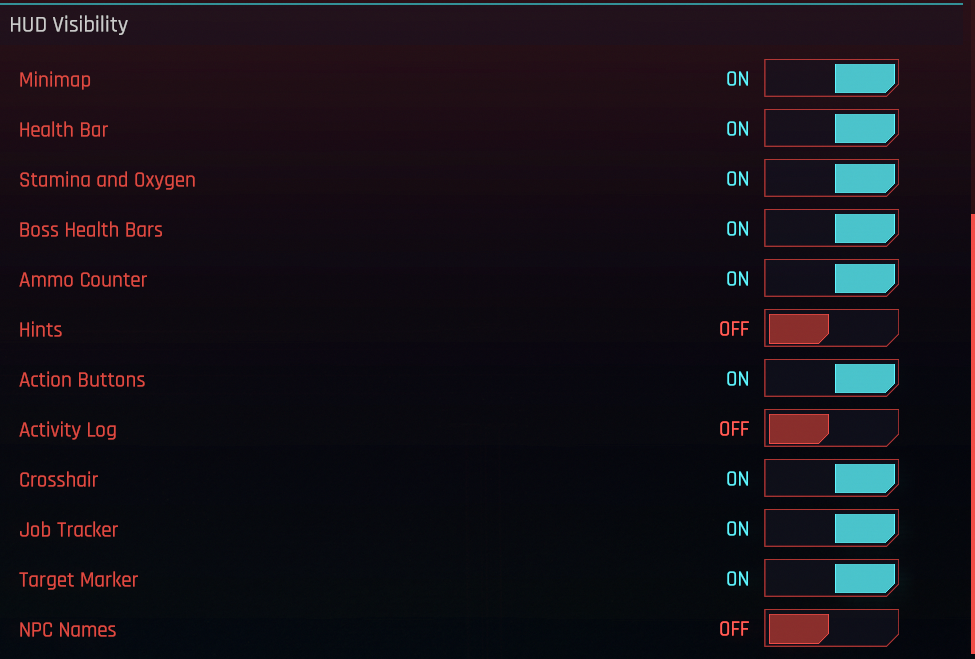 HUD Visibility
Minimap ON
Health Bar ON
Stamina and Oxygen ON
Boss Health Bars ON
Ammo Counter ON
Hints OFF
Action Buttons ON
Activity Log OFF
Crosshair ON
Job Tracker ON
Target Marker ON
NPC Names OFF